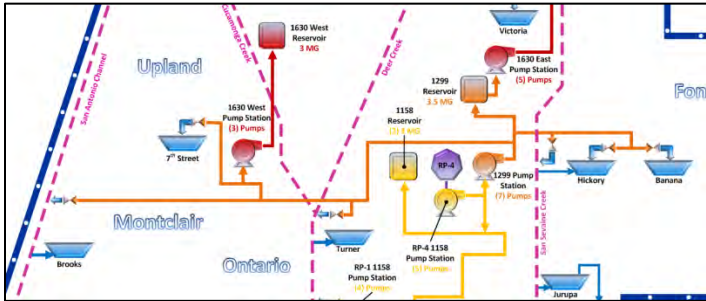 Cucamonga Creek
1630 West
Reservoir
3 MG
Victoria
1630 East
Pump Station
(5) Pumps
San Antonio Channel
Upland
Deer Creek
1299
Reservoir
3.5 MG
Fon
1630 West
Pump Station
(3) Pumps
1158
Reservoir
7th Street
RP-4
1299 Pump
Station
(7) Pumps
Hickory
Banana
San Sevaine Creek
Montclair
Brooks
Turner
Ontario
RP-4 1158
Pump Station
(5) Pumps
RP-1 1158
Pump Station
(4) Pumps
Jurupa